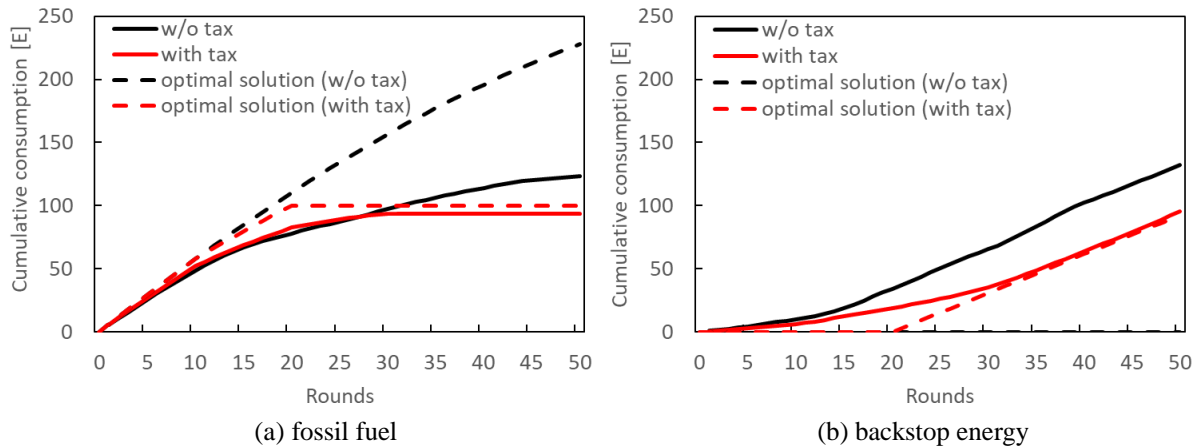 250
200
150
100
50
0
Cumulative consumption [E]
w/o tax
with tax
optimal solution (w/o tax)
optimal solution (with tax)
0 5 10 15 20 25 30 35 40 45 50
Rounds
(a) fossil fuel
250
200
150
100
50
0
Cumulative consumption [E]
w/o tax
with tax
optimal solution (w/o tax)
optimal solution (with tax)
0 5 10 15 20 25 30 35 40 45 50
Rounds
(b) backstop energy